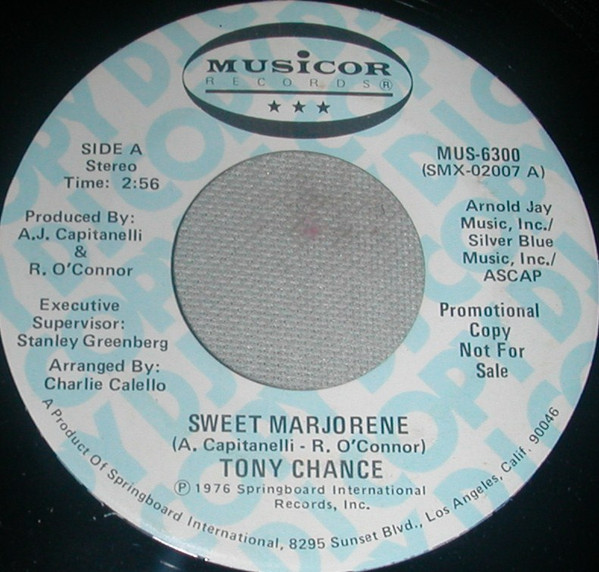 MUSiCOR
RECORDS®
★ ★ ★
SIDE A
Stereo
Time: 2:56
Produced By:
A.J. Capitanelli
&
R. O'Connor
Executive
Supervisor:
Stanley Greenberg
Arranged By:
Charlie Calello
MUS-6300
(SMX-02007 A)
Arnold Jay
Music, Inc./
Silver Blue
Music, Inc./
ASCAP
Promotional
Copy
Not For
Sale
SWEET MARJORENE
(A. Capitanelli - R. O'Connor)
TONY CHANCE
℗ 1976 Springboard International
Records, Inc.
A Product Of Springboard International, 8295 Sunset Blvd., Los Angeles, Calif. 90046